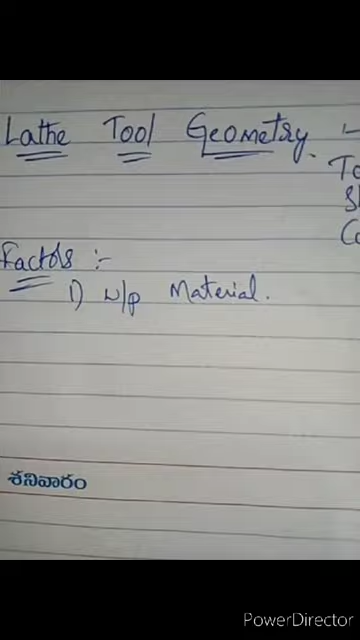 Lathe Tool Geometry :-
Factors :-
1) w/p Material.
శనివారం
PowerDirector